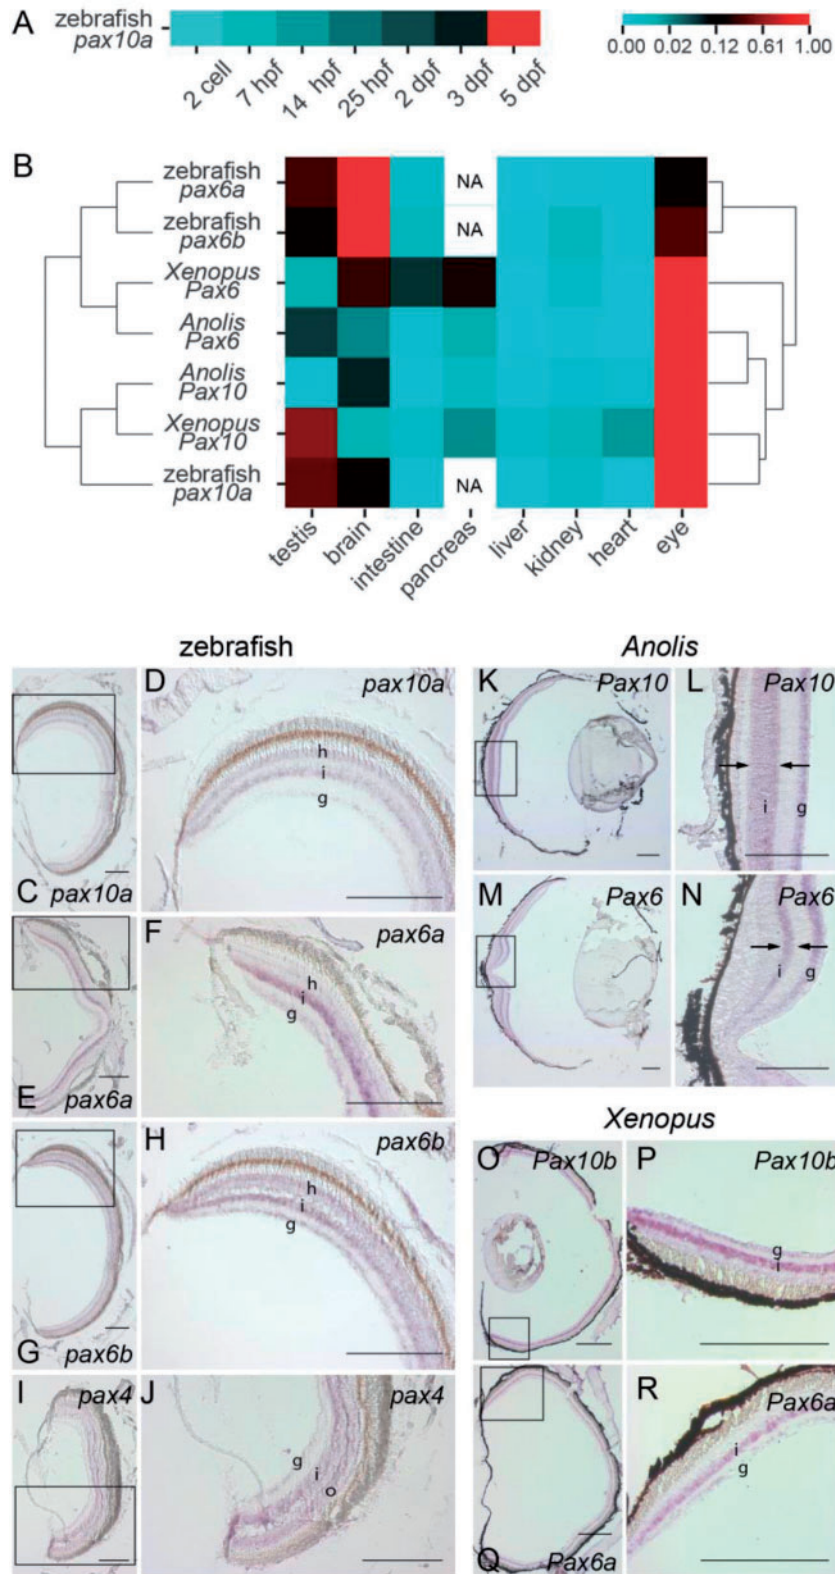 A
zebrafish
pax10a
2 cell
7 hpf
14 hpf
25 hpf
2 dpf
3 dpf
5 dpf
0.00 0.02 0.12 0.61 1.00
B
zebrafish
pax6a
NA
zebrafish
pax6b
NA
Xenopus
Pax6
Anolis
Pax6
Anolis
Pax10
Xenopus
Pax10
zebrafish
pax10a
NA
testis
brain
intestine
pancreas
liver
kidney
heart
eye
zebrafish
C pax10a
D pax10a
h
i
g
E pax6a
F pax6a
h
i
g
G pax6b
H pax6b
h
i
g
I pax4
J pax4
g
i
o
Anolis
K Pax10
L Pax10
i g
M Pax6
N Pax6
i g
Xenopus
O Pax10b
P Pax10b
g
i
Q Pax6a
R Pax6a
i
g